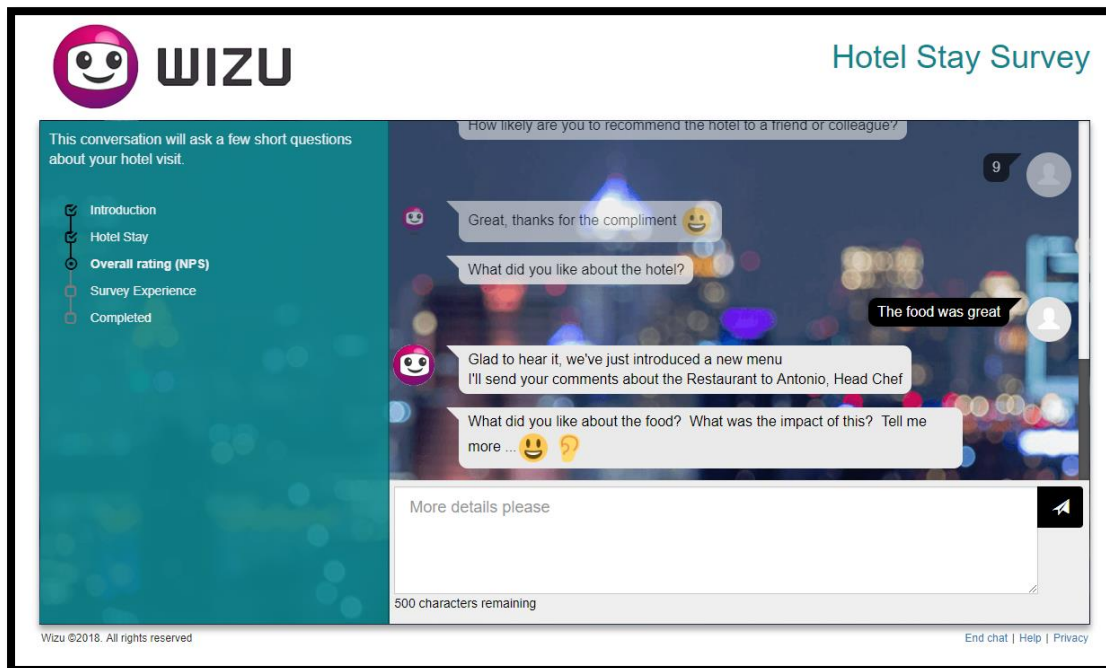 WIZU
Hotel Stay Survey
This conversation will ask a few short questions
about your hotel visit.
Introduction
Hotel Stay
Overall rating (NPS)
Survey Experience
Completed
How likely are you to recommend the hotel to a friend or colleague?
9
Great, thanks for the compliment
What did you like about the hotel?
The food was great
Glad to hear it, we've just introduced a new menu
I'll send your comments about the Restaurant to Antonio, Head Chef
What did you like about the food? What was the impact of this? Tell me
more ...
More details please
500 characters remaining
Wizu ©2018. All rights reserved
End chat | Help | Privacy